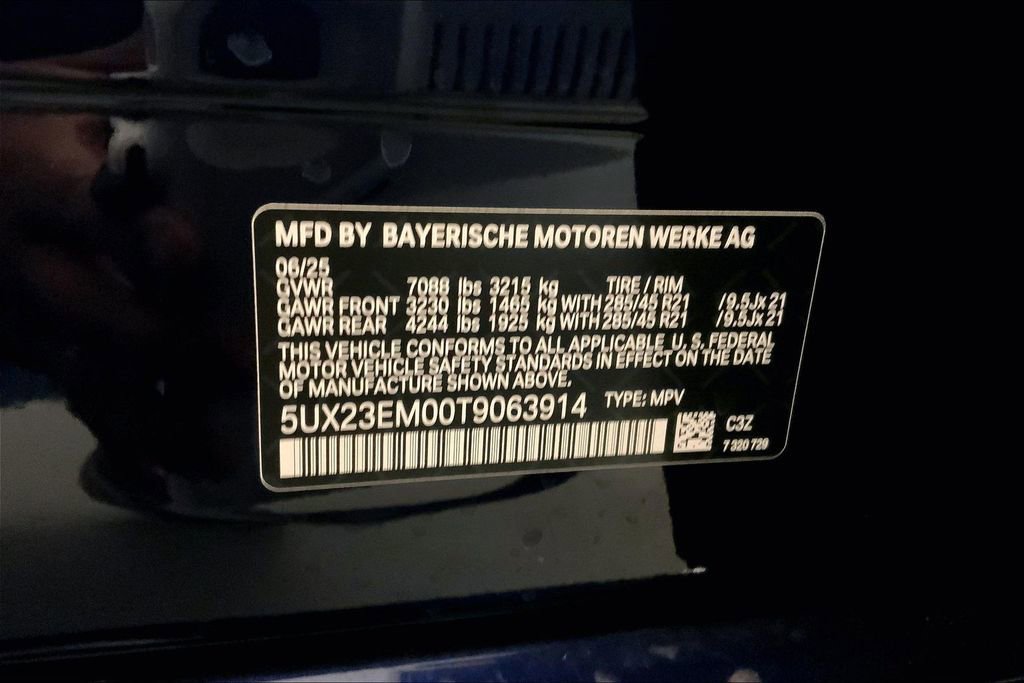 MFD BY BAYERISCHE MOTOREN WERKE AG
06/25
GVWR 7088 lbs 3215 kg TIRE / RIM
GAWR FRONT 3230 lbs 1465 kg WITH 285/45 R21 /9.5Jx21
GAWR REAR 4244 lbs 1925 kg WITH 285/45 R21 /9.5Jx21
THIS VEHICLE CONFORMS TO ALL APPLICABLE U.S. FEDERAL
MOTOR VEHICLE SAFETY STANDARDS IN EFFECT ON THE DATE
OF MANUFACTURE SHOWN ABOVE.
5UX23EM00T9063914 TYPE: MPV
C3Z
7 320 729